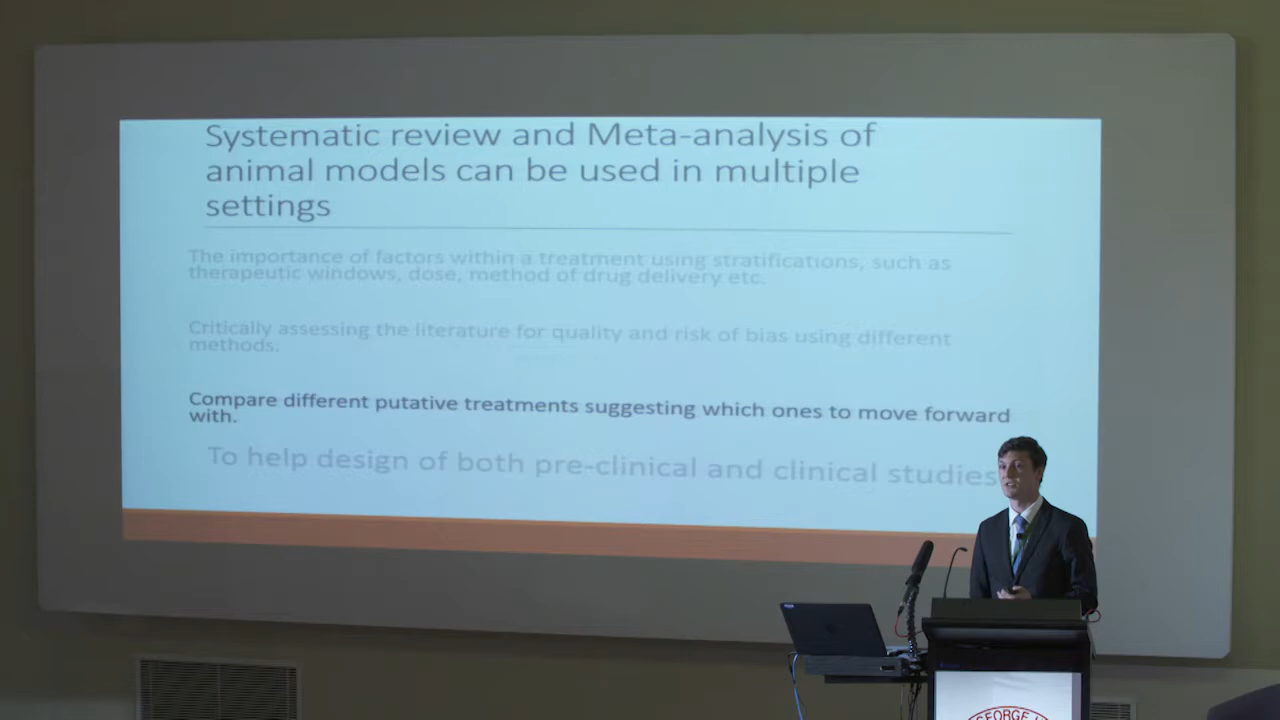 Systematic review and Meta-analysis of
animal models can be used in multiple
settings
The importance of factors within a treatment using stratifications, such as
therapeutic windows, dose, method of drug delivery etc.
Critically assessing the literature for quality and risk of bias using different
methods.
Compare different putative treatments suggesting which ones to move forward
with.
To help design of both pre-clinical and clinical studies
GEORGE